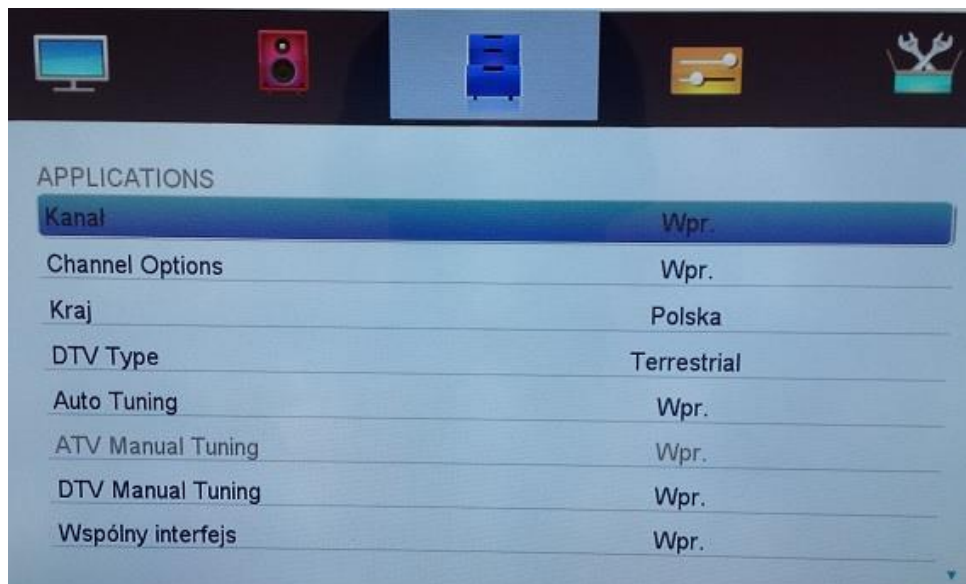 APPLICATIONS
Kanał Wpr.
Channel Options Wpr.
Kraj Polska
DTV Type Terrestrial
Auto Tuning Wpr.
ATV Manual Tuning Wpr.
DTV Manual Tuning Wpr.
Wspólny interfejs Wpr.